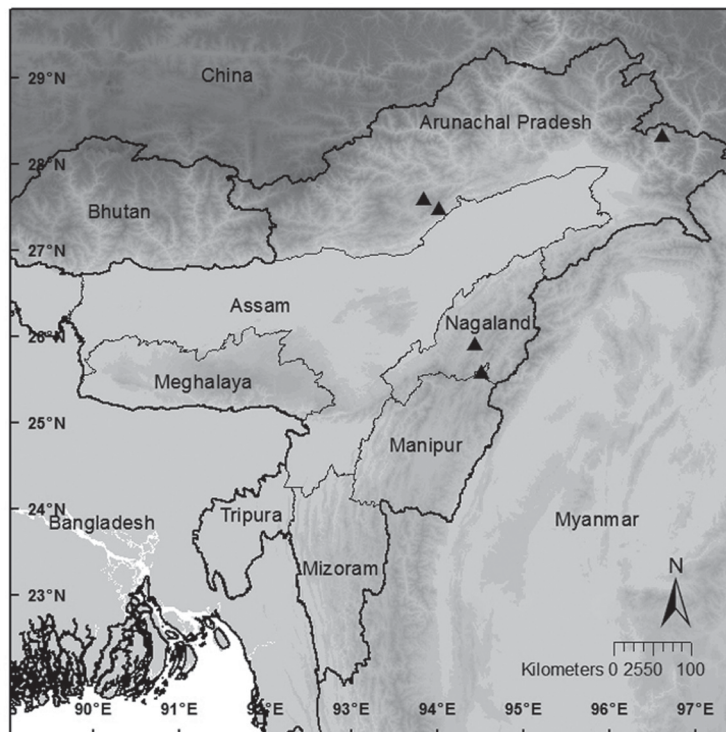 29°N
China
Arunachal Pradesh
28°N
Bhutan
27°N
Assam
Nagaland
26°N
Meghalaya
Manipur
25°N
24°N
Bangladesh
Tripura
Myanmar
Mizoram
N
23°N
Kilometers 0 2550 100
90°E 91°E 92°E 93°E 94°E 95°E 96°E 97°E